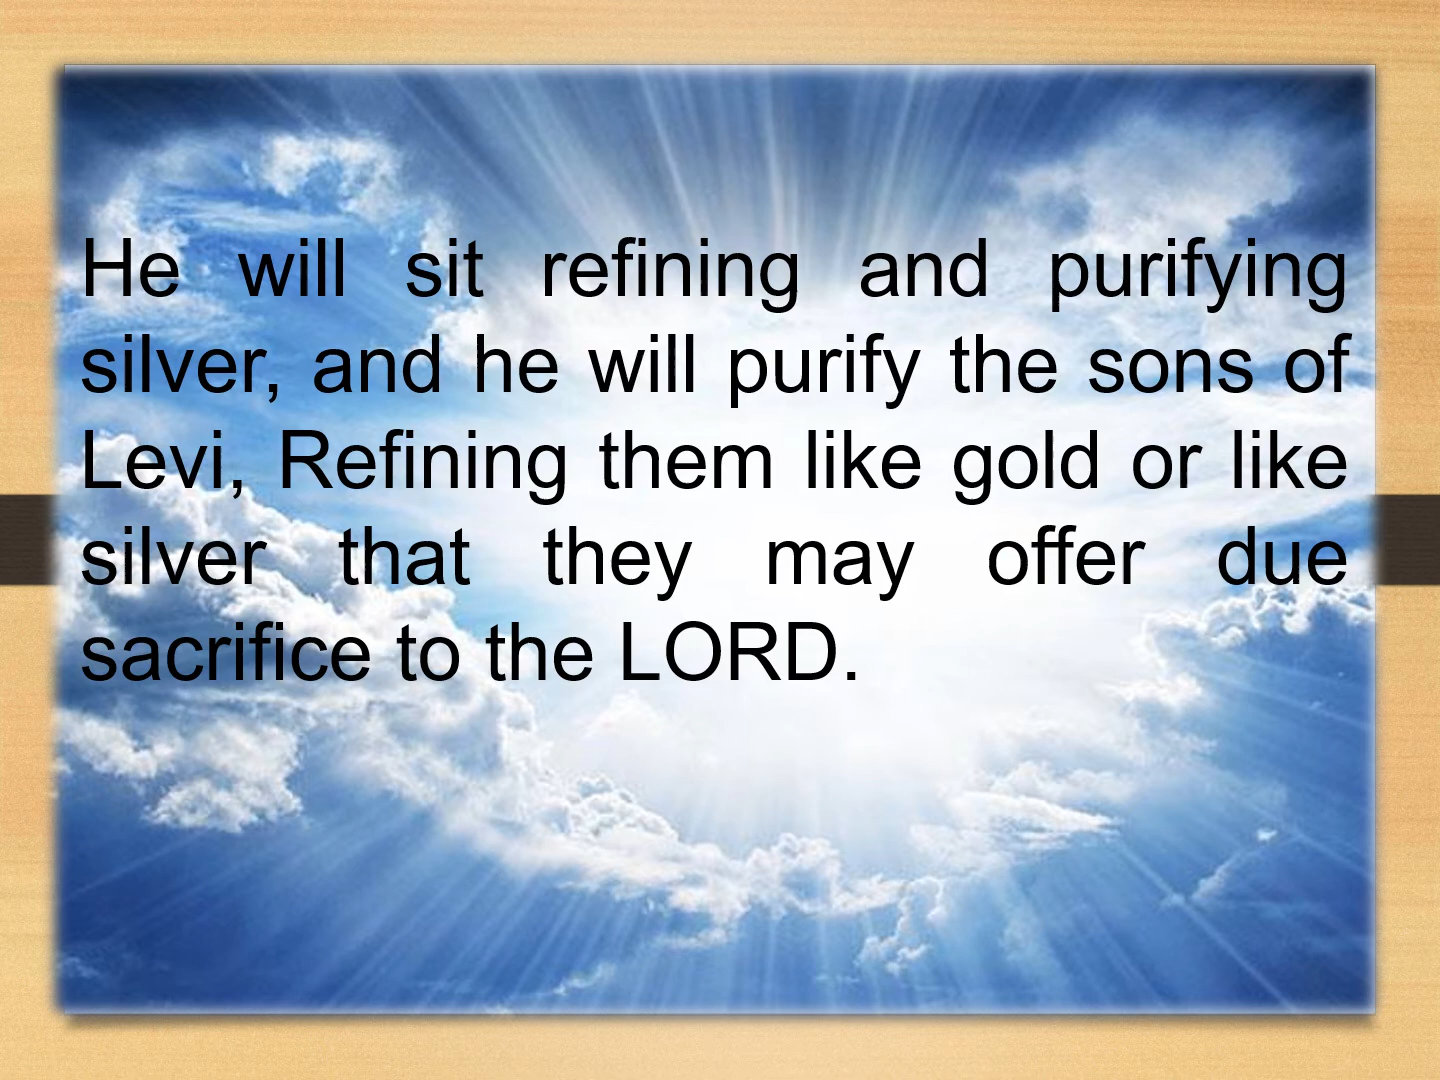 He will sit refining and purifying
silver, and he will purify the sons of
Levi, Refining them like gold or like
silver that they may offer due
sacrifice to the LORD.